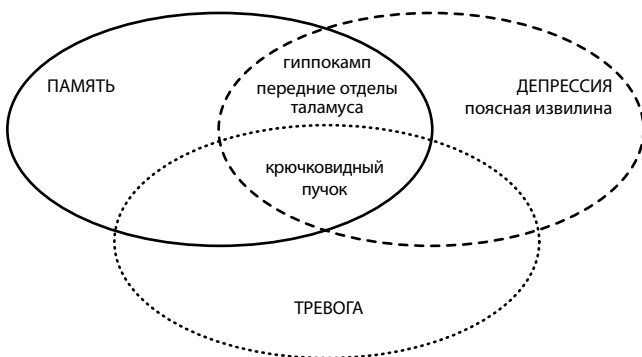 гиппокамп
ПАМЯТЬ
передние отделы
таламуса
ДЕПРЕССИЯ
поясная извилина
крючковидный
пучок
ТРЕВОГА